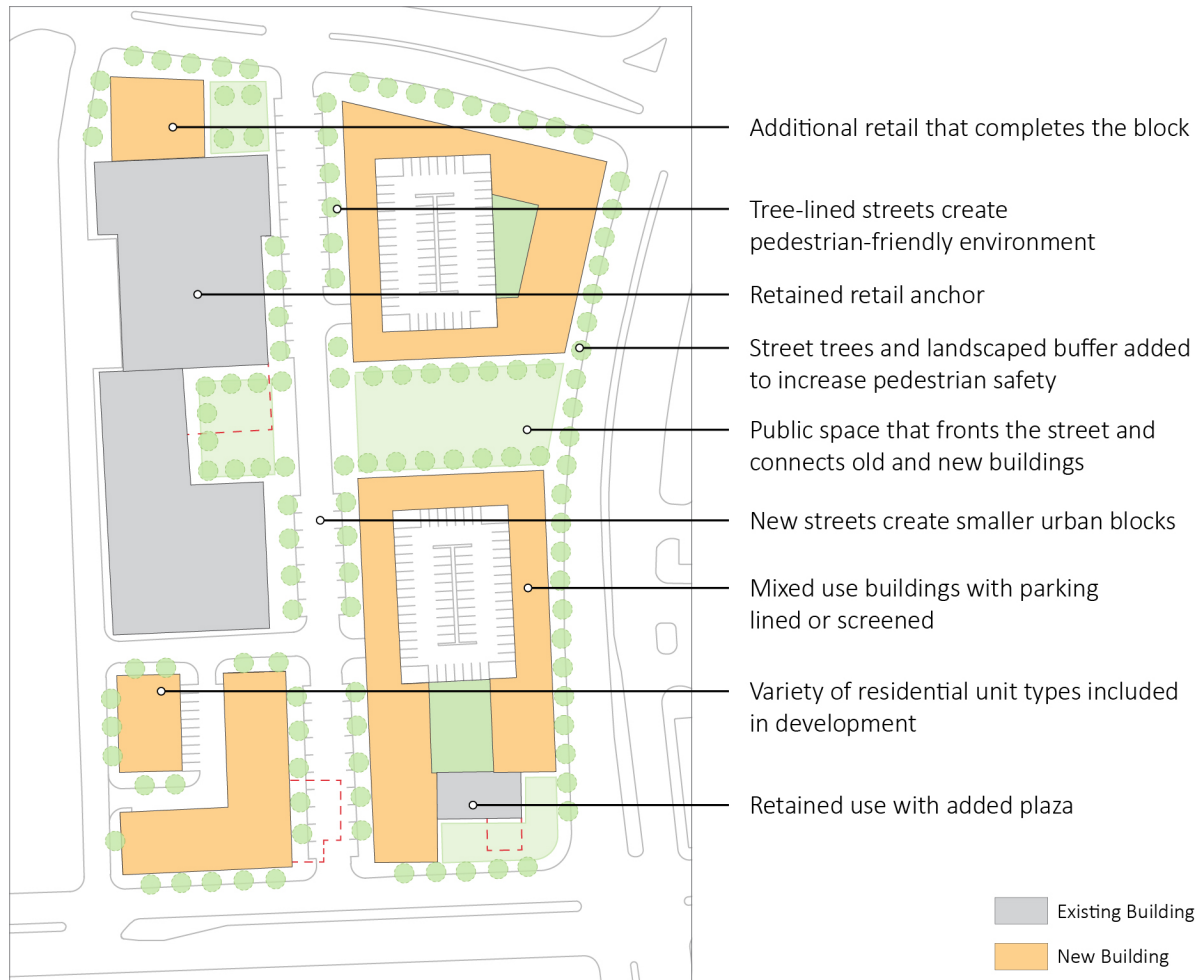 Additional retail that completes the block
Tree-lined streets create
pedestrian-friendly environment
Retained retail anchor
Street trees and landscaped buffer added
to increase pedestrian safety
Public space that fronts the street and
connects old and new buildings
New streets create smaller urban blocks
Mixed use buildings with parking
lined or screened
Variety of residential unit types included
in development
Retained use with added plaza
Existing Building
New Building